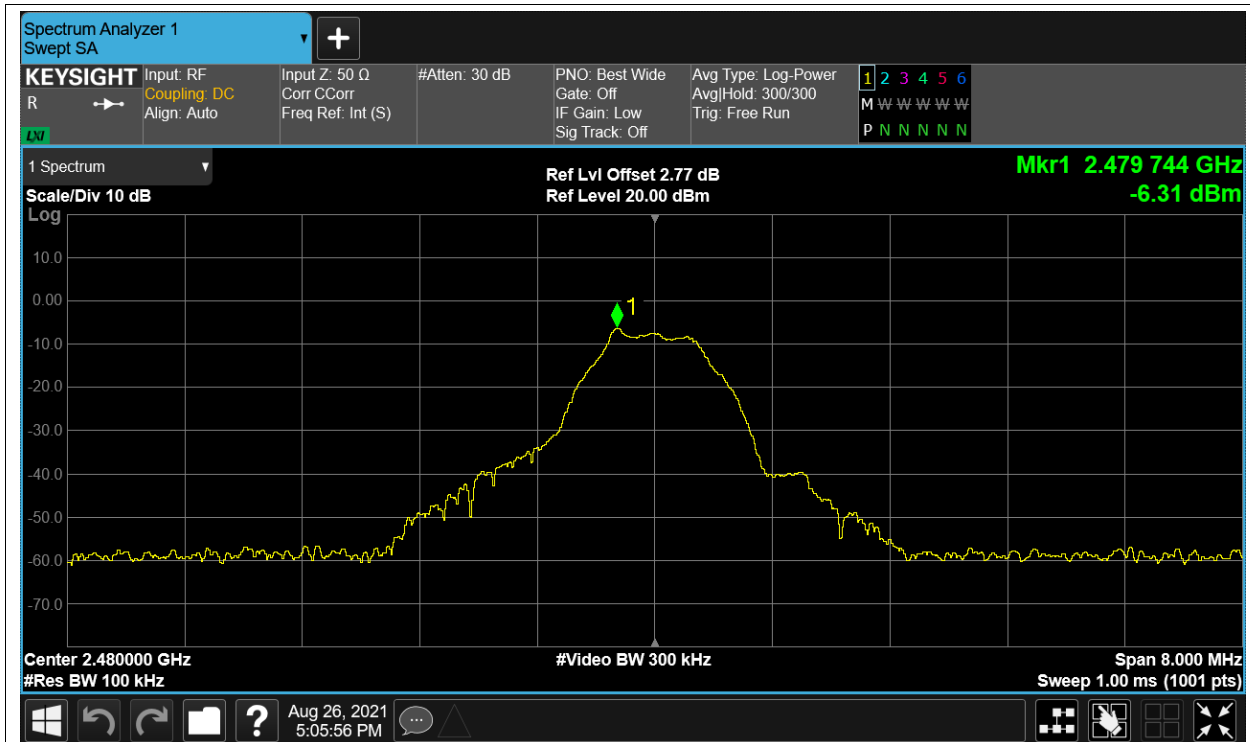 Spectrum Analyzer 1
Swept SA
+
KEYSIGHT
R
LXI
Input: RF
Coupling: DC
Align: Auto
Input Z: 50 Ω
Corr CCorr
Freq Ref: Int (S)
#Atten: 30 dB
PNO: Best Wide
Gate: Off
IF Gain: Low
Sig Track: Off
Avg Type: Log-Power
Avg|Hold: 300/300
Trig: Free Run
1 2 3 4 5 6
M W W W W W
P N N N N N
1 Spectrum
Scale/Div 10 dB
Log
Ref Lvl Offset 2.77 dB
Ref Level 20.00 dBm
Mkr1 2.479 744 GHz
-6.31 dBm
10.0
0.00
-10.0
-20.0
-30.0
-40.0
-50.0
-60.0
-70.0
1
Center 2.480000 GHz
#Res BW 100 kHz
#Video BW 300 kHz
Span 8.000 MHz
Sweep 1.00 ms (1001 pts)
?
Aug 26, 2021
5:05:56 PM